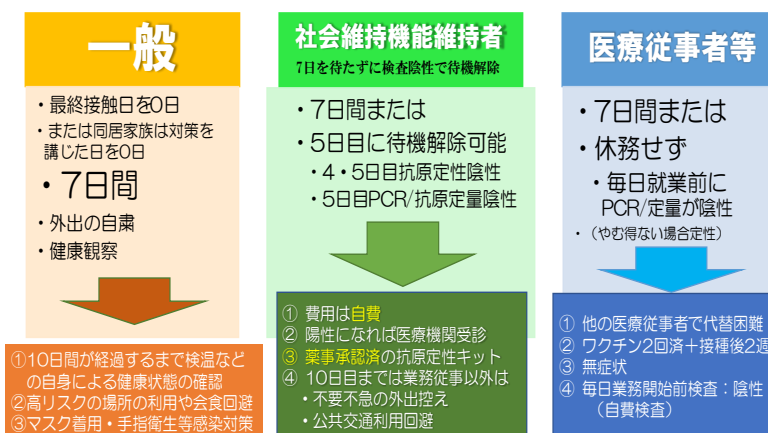 一般
・最終接触日を0日
・または同居家族は対策を
講じた日を0日
・7日間
・外出の自粛
・健康観察
①10日間が経過するまで検温など
の自身による健康状態の確認
②高リスクの場所の利用や会食回避
③マスク着用・手指衛生等感染対策
社会維持機能維持者
7日を待たずに検査陰性で待機解除
・7日間または
・5日目に待機解除可能
・4・5日目抗原定性陰性
・5日目PCR/抗原定量陰性
① 費用は自費
② 陽性になれば医療機関受診
③ 薬事承認済の抗原定性キット
④ 10日目までは業務従事以外は
・不要不急の外出控え
・公共交通利用回避
医療従事者等
・7日間または
・休務せず
・毎日就業前に
PCR/定量が陰性
・（やむ得ない場合定性）
① 他の医療従事者で代替困難
② ワクチン2回済＋接種後2週
③ 無症状
④ 毎日業務開始前検査：陰性
（自費検査）